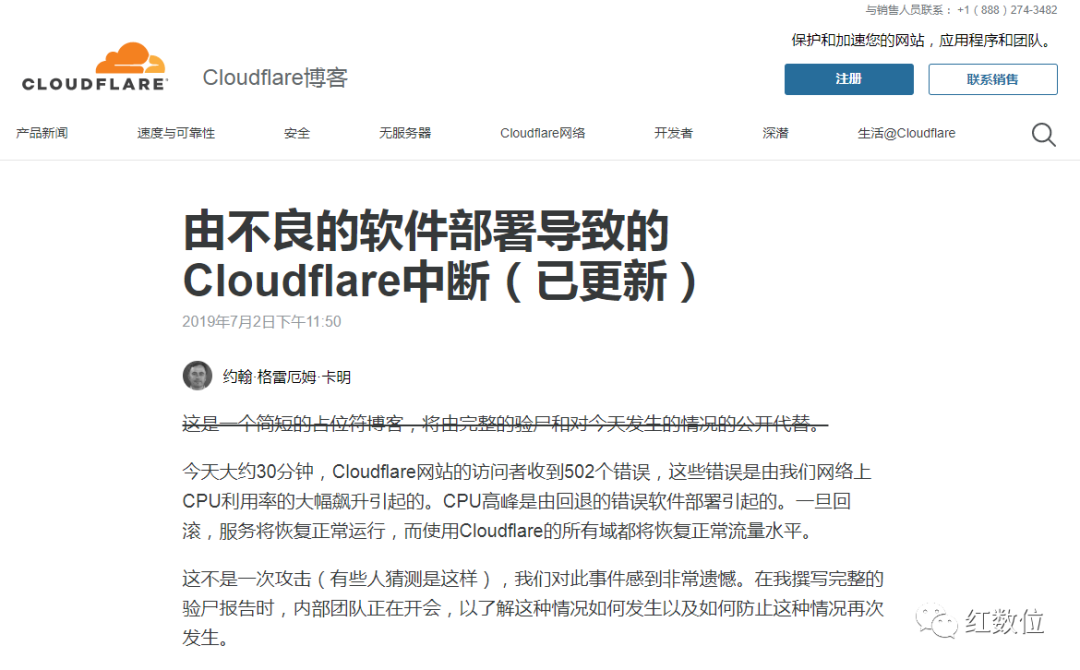 与销售人员联系： +1（888）274-3482
保护和加速您的网站，应用程序和团队。
CLOUDFLARE
Cloudflare博客
注册
联系销售
产品新闻 速度与可靠性 安全 无服务器 Cloudflare网络 开发者 深潜 生活@Cloudflare
由不良的软件部署导致的
Cloudflare中断（已更新）
2019年7月2日下午11:50
约翰·格雷厄姆·卡明
这是一个简短的占位符博客，将由完整的验尸和对今天发生的情况的公开代替。
今天大约30分钟，Cloudflare网站的访问者收到502个错误，这些错误是由我们网络上
CPU利用率的大幅飙升引起的。CPU高峰是由回退的错误软件部署引起的。一旦回
滚，服务将恢复正常运行，而使用Cloudflare的所有域都将恢复正常流量水平。
这不是一次攻击（有些人猜测是这样），我们对此事件感到非常遗憾。在我撰写完整的
验尸报告时，内部团队正在开会，以了解这种情况如何发生以及如何防止这种情况再次
发生。
红数位